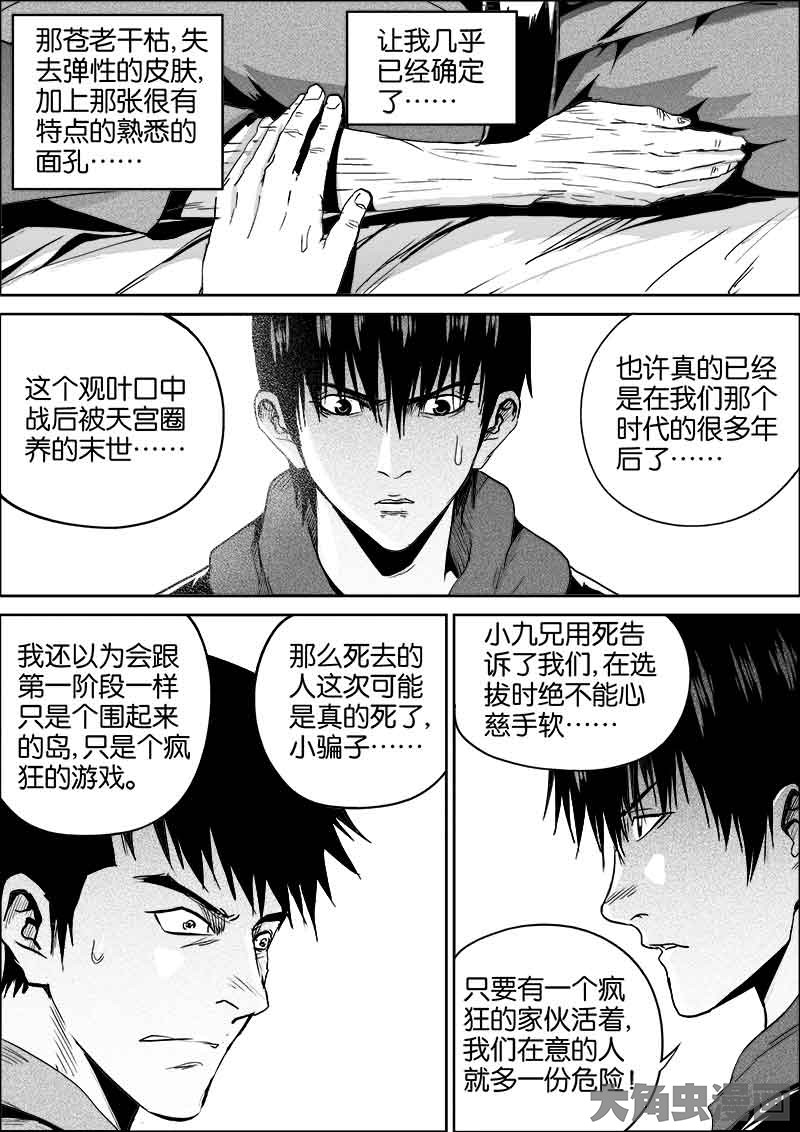 那苍老干枯,失
去弹性的皮肤,
加上那张很有
特点的熟悉的
面孔……
让我几乎
已经确定
了……
这个观叶口中
战后被天宫圈
养的末世……
也许真的已经
是在我们那个
时代的很多年
后了……
我还以为会跟
第一阶段一样
只是个围起来
的岛,只是个疯
狂的游戏。
那么死去的
人这次可能
是真的死了,
小骗子……
小九兄用死告
诉了我们,在选
拔时绝不能心
慈手软……
只要有一个疯
狂的家伙活着,
我们在意的人
就多一份危险!
大角虫漫画